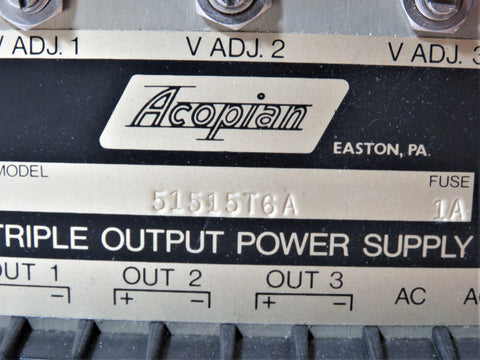 V ADJ. 1 V ADJ. 2 V ADJ. 3
Acopian
EASTON, PA.
MODEL FUSE
51515T6A 1A
TRIPLE OUTPUT POWER SUPPLY
OUT 1 OUT 2 OUT 3
- + - + - AC